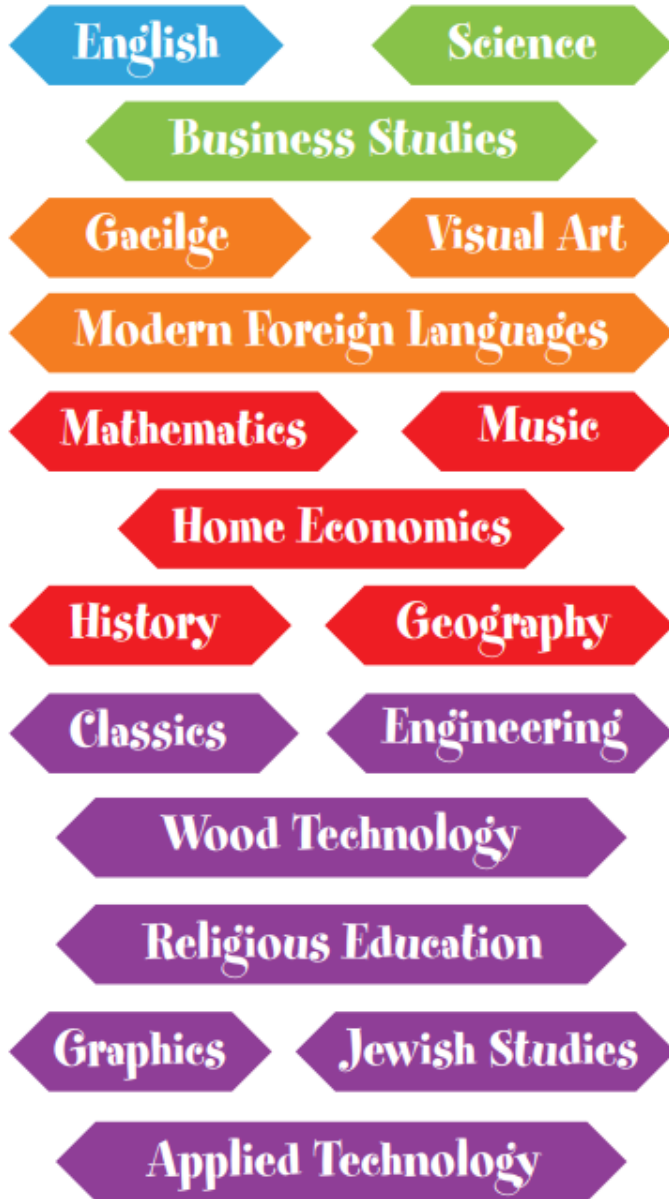 English Science
Business Studies
Gaeilge Visual Art
Modern Foreign Languages
Mathematics Music
Home Economics
History Geography
Classics Engineering
Wood Technology
Religious Education
Graphics Jewish Studies
Applied Technology